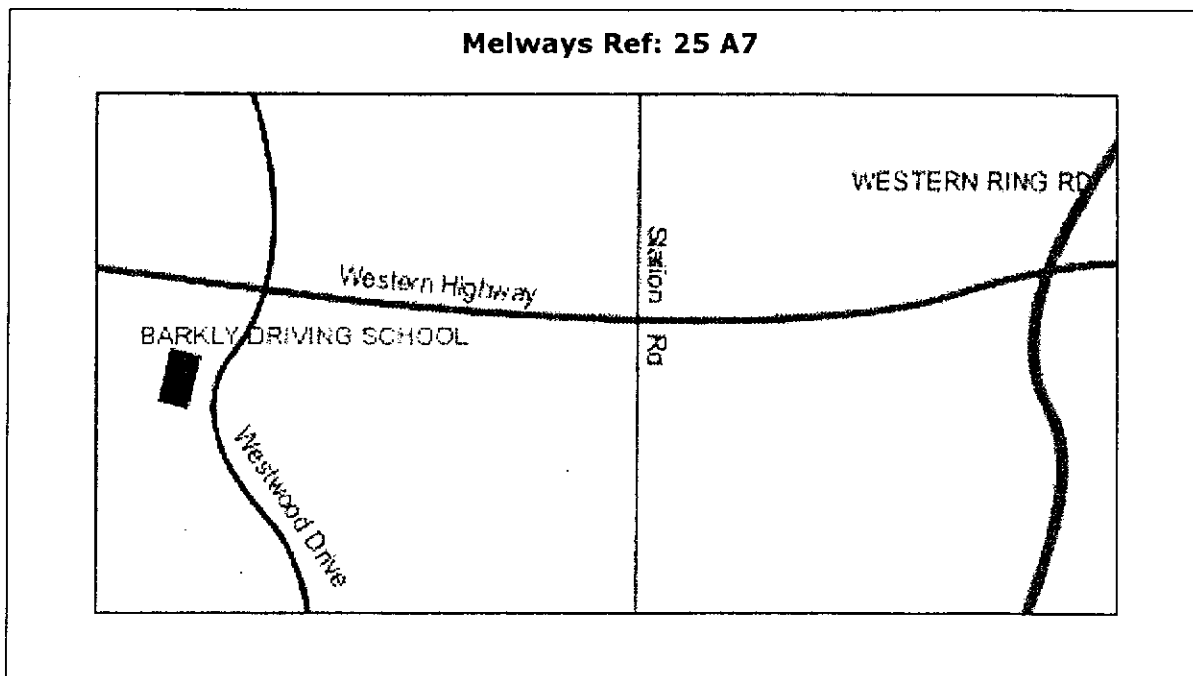 Melways Ref: 25 A7
WESTERN RING RD
Station Rd
Western Highway
BARKLY DRIVING SCHOOL
Westwood Drive